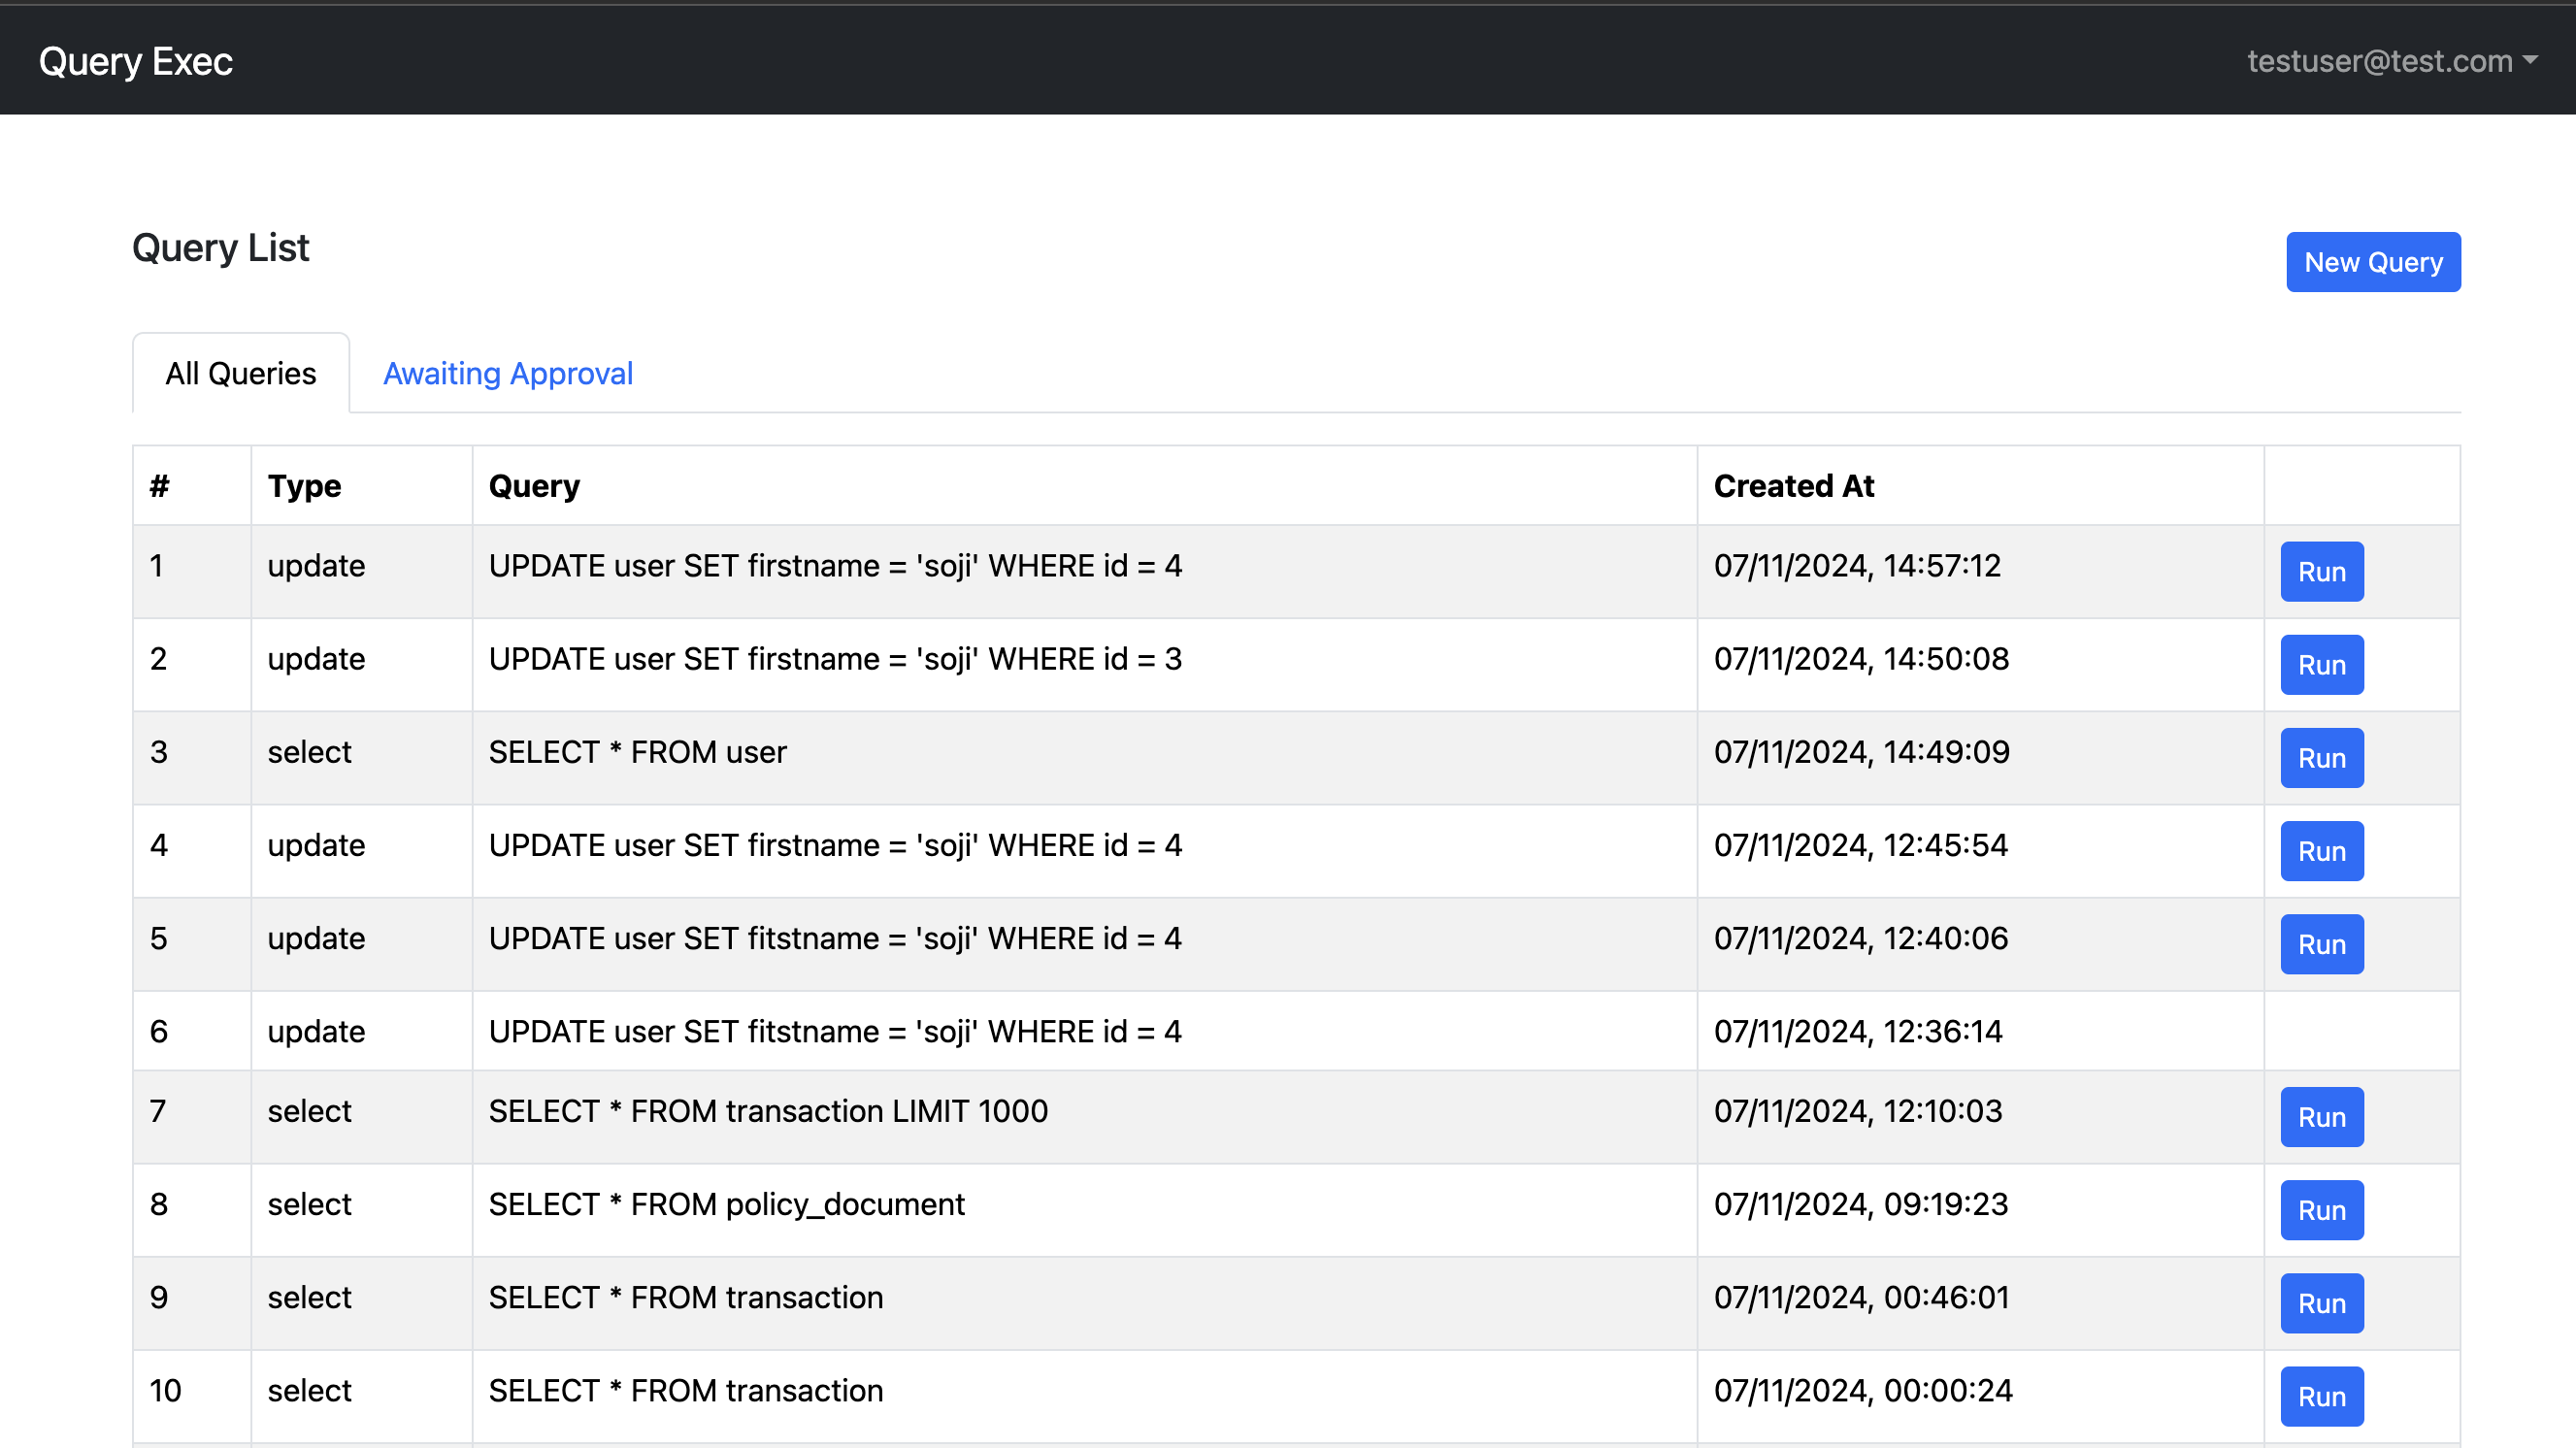 Query Exec testuser@test.com
Query List New Query
All Queries Awaiting Approval
# Type Query Created At
1 update UPDATE user SET firstname = 'soji' WHERE id = 4 07/11/2024, 14:57:12 Run
2 update UPDATE user SET firstname = 'soji' WHERE id = 3 07/11/2024, 14:50:08 Run
3 select SELECT * FROM user 07/11/2024, 14:49:09 Run
4 update UPDATE user SET firstname = 'soji' WHERE id = 4 07/11/2024, 12:45:54 Run
5 update UPDATE user SET fitstname = 'soji' WHERE id = 4 07/11/2024, 12:40:06 Run
6 update UPDATE user SET fitstname = 'soji' WHERE id = 4 07/11/2024, 12:36:14
7 select SELECT * FROM transaction LIMIT 1000 07/11/2024, 12:10:03 Run
8 select SELECT * FROM policy_document 07/11/2024, 09:19:23 Run
9 select SELECT * FROM transaction 07/11/2024, 00:46:01 Run
10 select SELECT * FROM transaction 07/11/2024, 00:00:24 Run